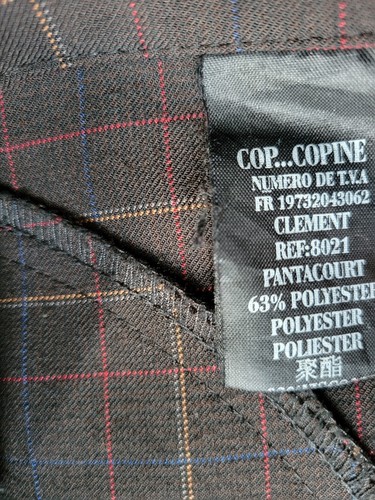 COP...COPINE
NUMERO DE T.V.A
FR 19732043062
CLEMENT
REF:8021
PANTACOURT
63% POLYESTER
POLYESTER
POLIESTER
聚酯